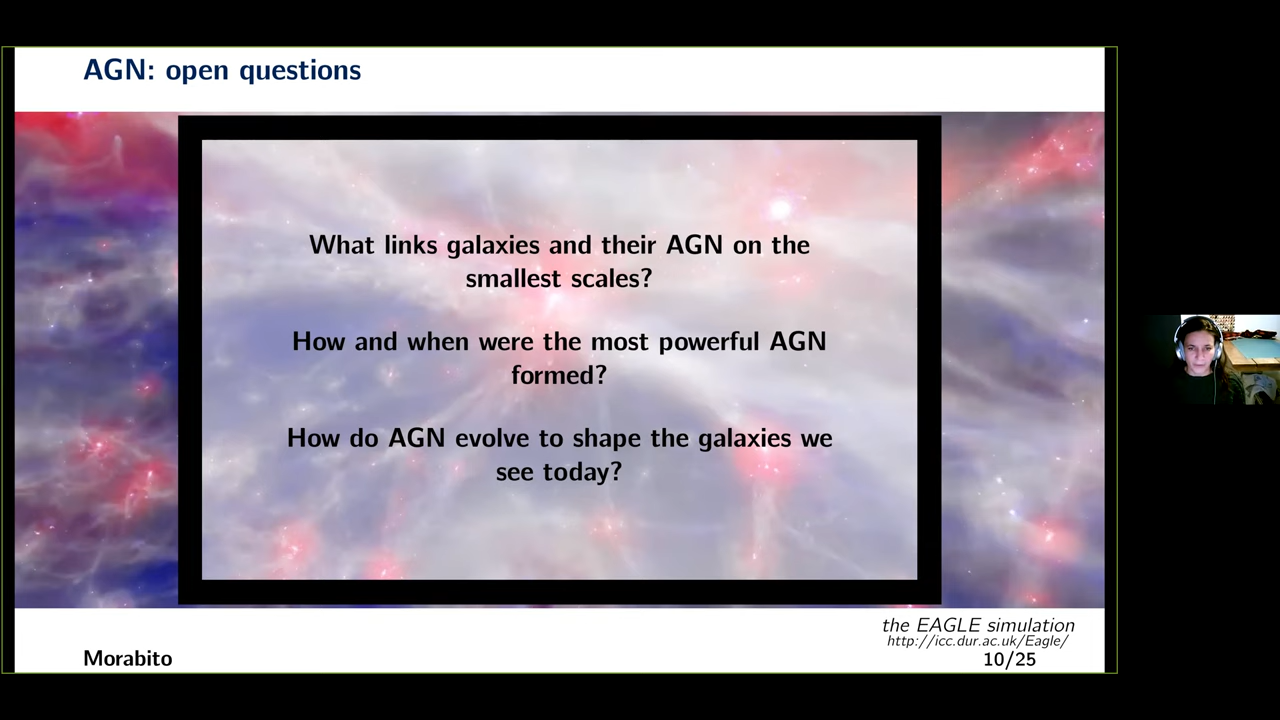 AGN: open questions
What links galaxies and their AGN on the
smallest scales?
How and when were the most powerful AGN
formed?
How do AGN evolve to shape the galaxies we
see today?
the EAGLE simulation
http://icc.dur.ac.uk/Eagle/
Morabito
10/25